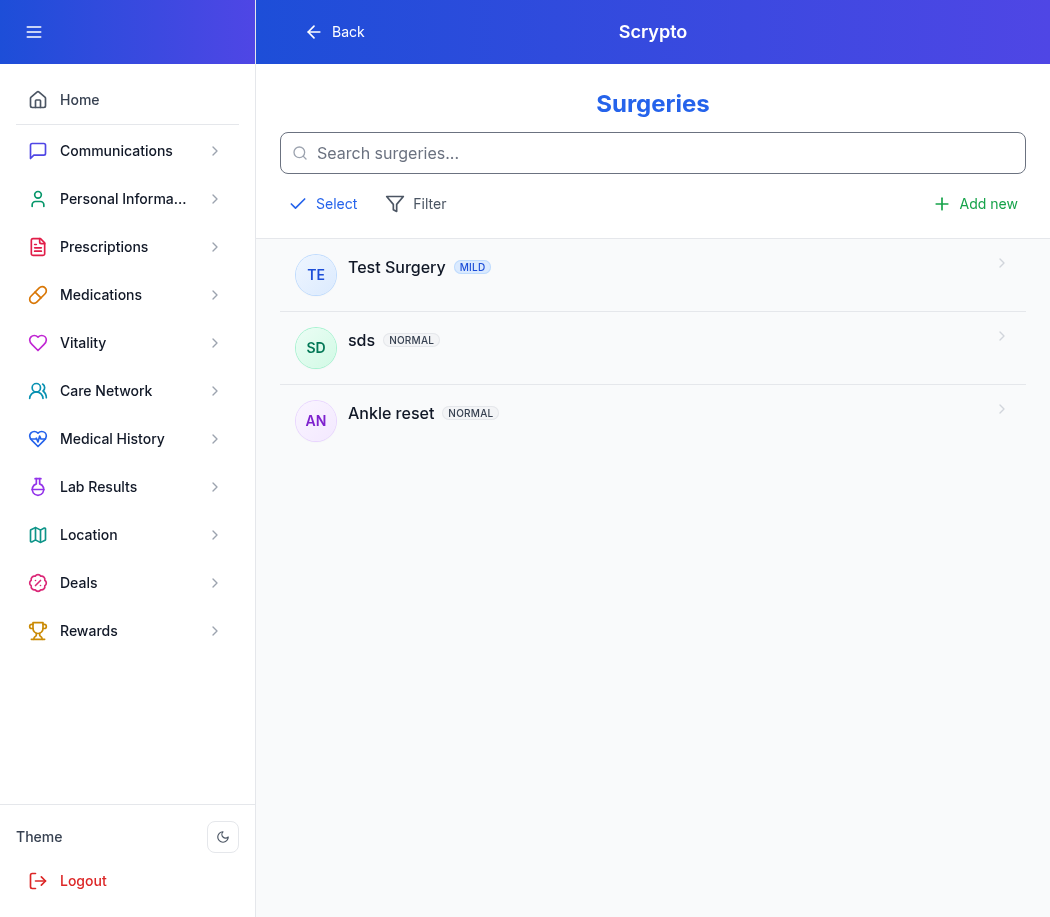 Back
Scrypto
Home
Communications
Personal Informa...
Prescriptions
Medications
Vitality
Care Network
Medical History
Lab Results
Location
Deals
Rewards
Theme
Logout
Surgeries
Search surgeries...
Select
Filter
Add new
TE
Test Surgery MILD
SD
sds NORMAL
AN
Ankle reset NORMAL